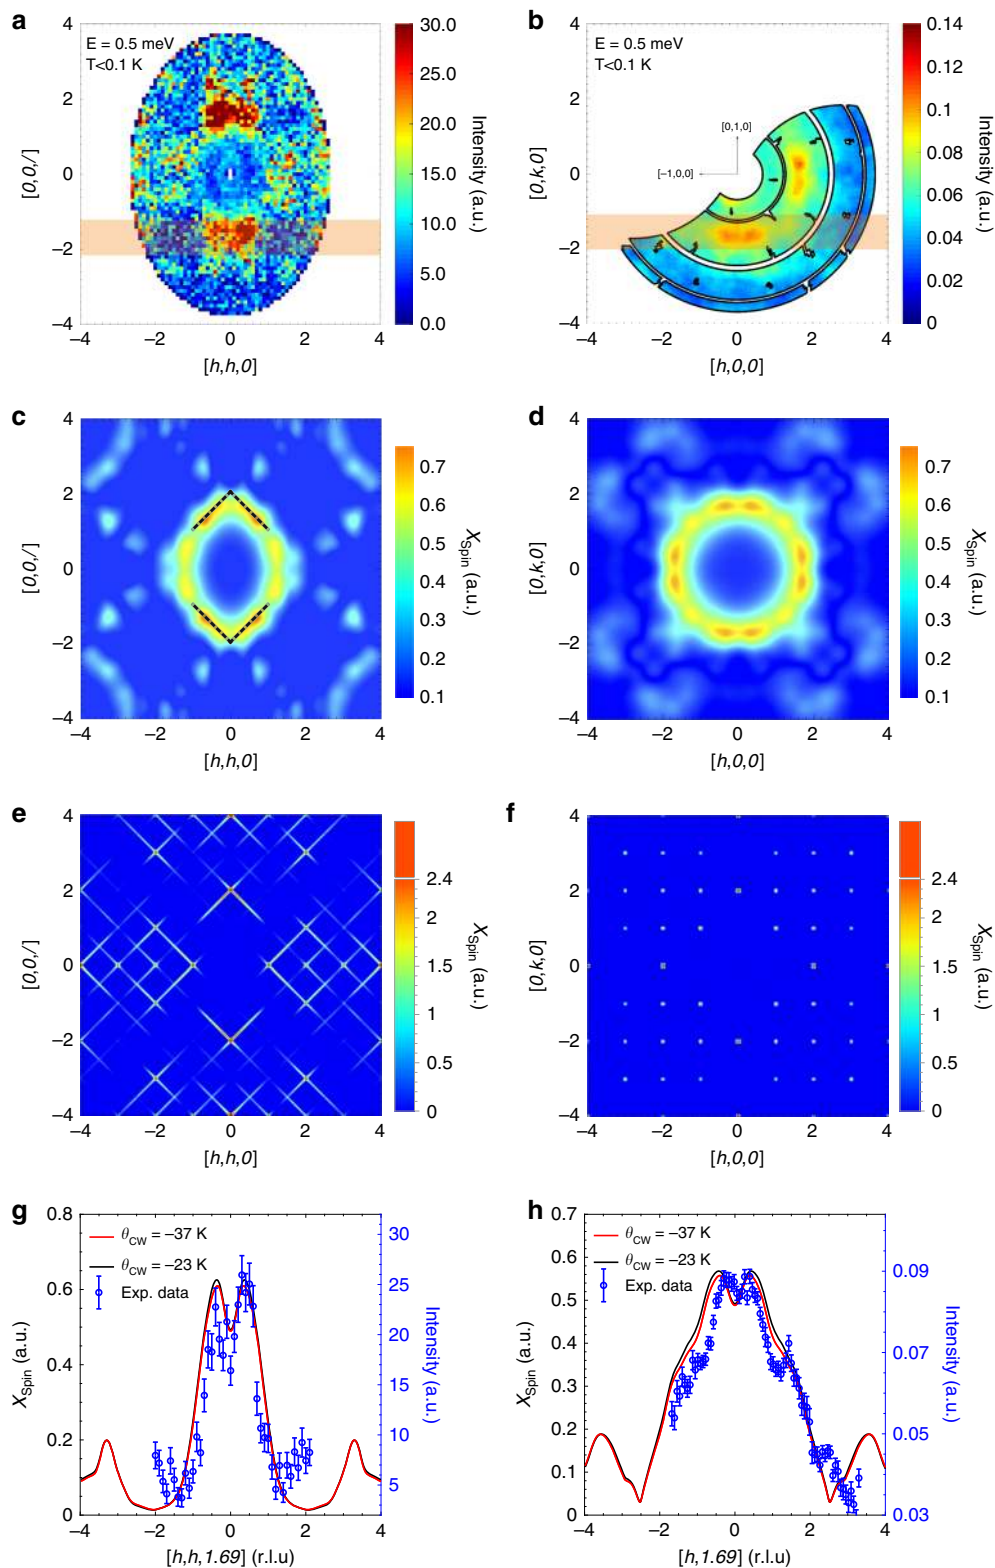 a
E = 0.5 meV
T<0.1 K
4
2
0
−2
−4
[0,0,l]
−4 −2 0 2 4
[h,h,0]
30.0
25.0
20.0
15.0
10.0
5.0
0.0
Intensity (a.u.)
b
E = 0.5 meV
T<0.1 K
[0,1,0]
[−1,0,0]
4
2
0
−2
−4
[0,k,0]
−4 −2 0 2 4
[h,0,0]
0.14
0.12
0.10
0.08
0.06
0.04
0.02
0
Intensity (a.u.)
c
4
2
0
−2
−4
[0,0,l]
−4 −2 0 2 4
[h,h,0]
0.7
0.6
0.5
0.4
0.3
0.2
0.1
XSpin (a.u.)
d
4
2
0
−2
−4
[0,k,0]
−4 −2 0 2 4
[h,0,0]
0.7
0.6
0.5
0.4
0.3
0.2
0.1
XSpin (a.u.)
e
4
2
0
−2
−4
[0,0,l]
−4 −2 0 2 4
[h,h,0]
2.4
2
1.5
1
0.5
0
XSpin (a.u.)
f
4
2
0
−2
−4
[0,k,0]
−4 −2 0 2 4
[h,0,0]
2.4
2
1.5
1
0.5
0
XSpin (a.u.)
g
θCW = −37 K
θCW = −23 K
Exp. data
0.8
0.6
0.4
0.2
0
XSpin (a.u.)
−4 −2 0 2 4
[h,h,1.69] (r.l.u)
30
25
20
15
10
5
Intensity (a.u.)
h
θCW = −37 K
θCW = −23 K
Exp. data
0.7
0.6
0.5
0.4
0.3
0.2
0.1
0
XSpin (a.u.)
−4 −2 0 2 4
[h,1.69] (r.l.u)
0.09
0.07
0.05
0.03
Intensity (a.u.)